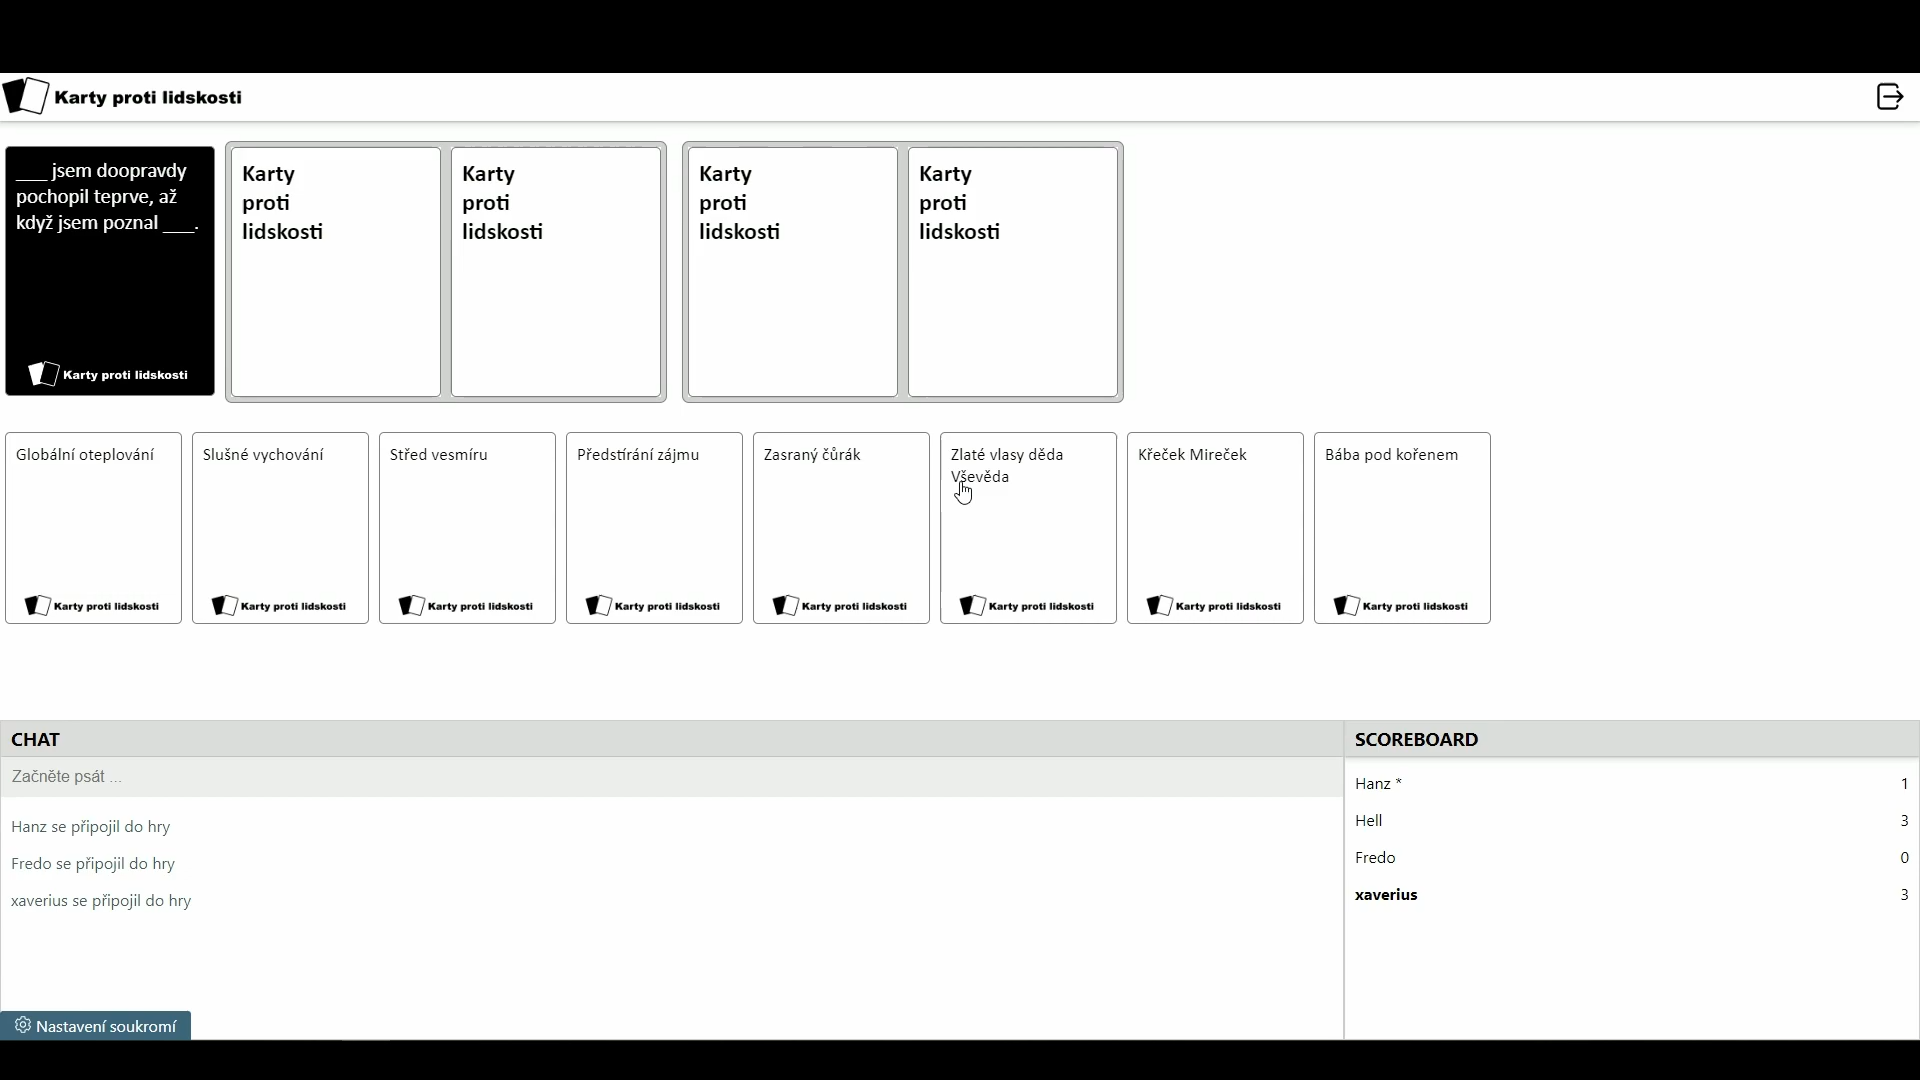 Karty proti lidskosti
___ jsem doopravdy
pochopil teprve, až
když jsem poznal ___.
Karty proti lidskosti
Karty
proti
lidskosti
Karty
proti
lidskosti
Karty
proti
lidskosti
Karty
proti
lidskosti
Globální oteplování
Karty proti lidskosti
Slušné vychování
Karty proti lidskosti
Střed vesmíru
Karty proti lidskosti
Předstírání zájmu
Karty proti lidskosti
Zasraný čůrák
Karty proti lidskosti
Zlaté vlasy děda
Vševěda
Karty proti lidskosti
Křeček Mireček
Karty proti lidskosti
Bába pod kořenem
Karty proti lidskosti
CHAT
Začněte psát ...
Hanz se připojil do hry
Fredo se připojil do hry
xaverius se připojil do hry
Nastavení soukromí
SCOREBOARD
Hanz * 1
Hell 3
Fredo 0
xaverius 3